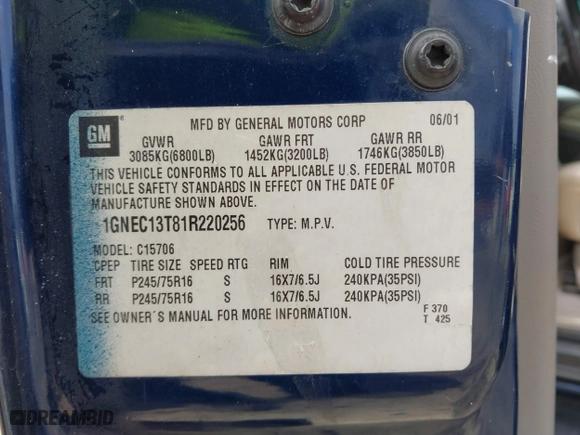 GM
MFD BY GENERAL MOTORS CORP 06/01
GVWR GAWR FRT GAWR RR
3085KG(6800LB) 1452KG(3200LB) 1746KG(3850LB)
THIS VEHICLE CONFORMS TO ALL APPLICABLE U.S. FEDERAL MOTOR
VEHICLE SAFETY STANDARDS IN EFFECT ON THE DATE OF
MANUFACTURE SHOWN ABOVE.
1GNEC13T81R220256 TYPE: M.P.V.
MODEL: C15706
CPEP TIRE SIZE SPEED RTG RIM COLD TIRE PRESSURE
FRT P245/75R16 S 16X7/6.5J 240KPA(35PSI)
RR P245/75R16 S 16X7/6.5J 240KPA(35PSI)
SEE OWNER´S MANUAL FOR MORE INFORMATION.
F 370
T 425
DREAMBID